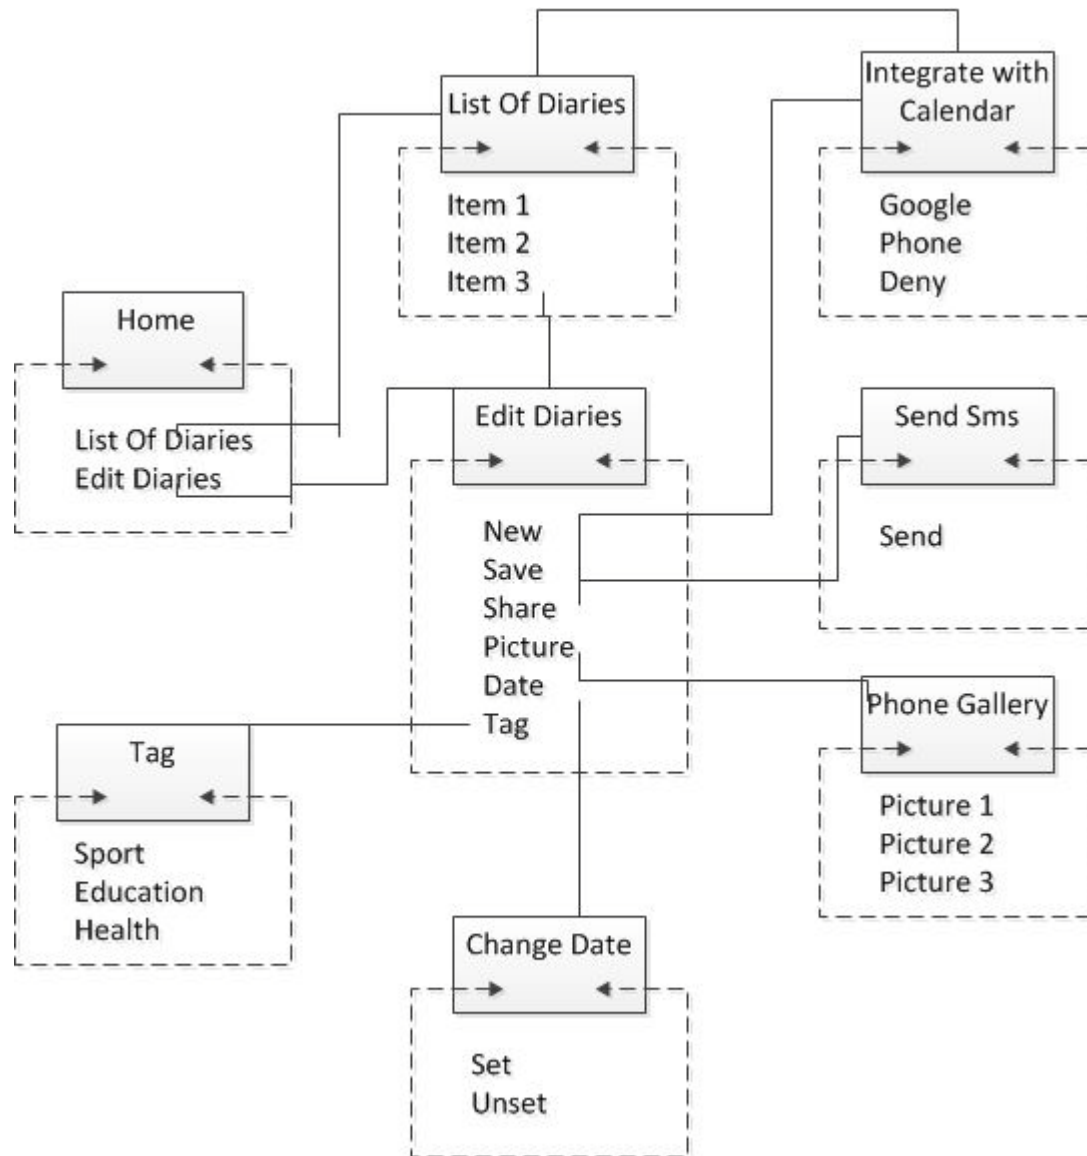 List Of Diaries
Item 1
Item 2
Item 3
Integrate with
Calendar
Google
Phone
Deny
Home
List Of Diaries
Edit Diaries
Edit Diaries
New
Save
Share
Picture
Date
Tag
Send Sms
Send
Phone Gallery
Picture 1
Picture 2
Picture 3
Tag
Sport
Education
Health
Change Date
Set
Unset